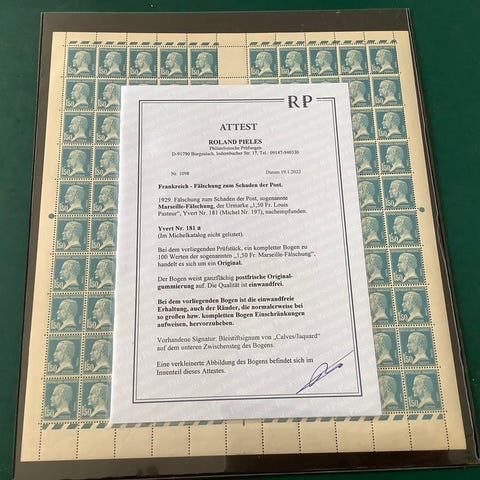 RP
ATTEST
ROLAND PIELES
Philatelistische Prüfungen
D-91790 Burgsalach, Indernbucher Str. 17, Tel.: 09147-940538
Nr 1098 Datum 19.1.2022
Frankreich - Fälschung zum Schaden der Post.
1929. Fälschung zum Schaden der Post, sogenannte
Marseille-Fälschung, der Urmarke „1,50 Fr. Louis
Pasteur", Yvert Nr. 181 (Michel Nr. 197), nachempfunden.
Yvert Nr. 181 a
(Im Michelkatalog nicht gelistet).
Bei dem vorliegenden Prüfstück, ein kompletter Bogen zu
100 Werten der sogenannten „1,50 Fr. Marseille-Fälschung",
handelt es sich um ein Original.
Der Bogen weist ganzflächig postfrische Original-
gummierung auf. Die Qualität ist einwandfrei.
Bei dem vorliegenden Bogen ist die einwandfreie
Erhaltung, auch der Ränder, die normalerweise bei
so großen bzw. kompletten Bogen Einschränkungen
aufweisen, hervorzuheben.
Vorhandene Signatur: Bleistiftsignum von „Calves/Jaquard"
auf dem unteren Zwischensteg des Bogens.
Eine verkleinerte Abbildung des Bogens befindet sich im
Innenteil dieses Attestes.